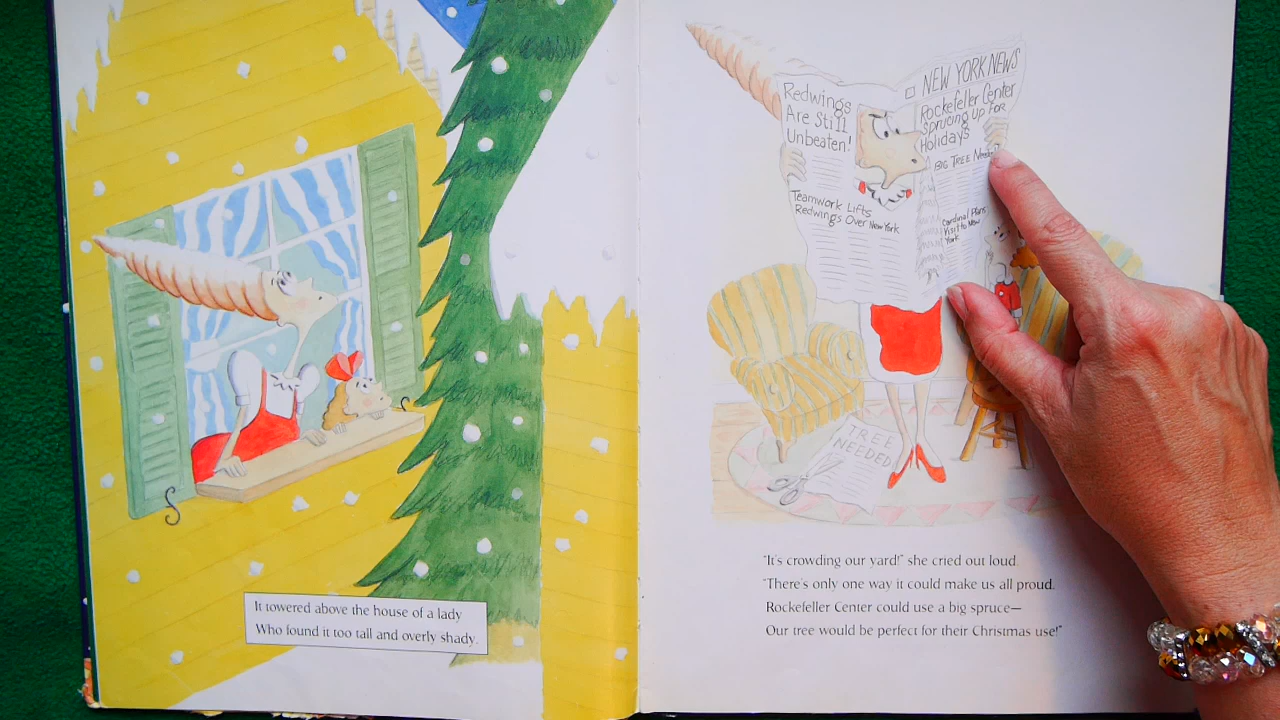 It towered above the house of a lady
Who found it too tall and overly shady.
Redwings
Are Still
Unbeaten!
Teamwork Lifts
Redwings Over New York
NEW YORK NEWS
Rockefeller Center
Sprucing Up For
Holidays
BIG TREE Needed
Cardinal Plans
Visit to New
York
TREE
NEEDED
"It's crowding our yard!" she cried out loud.
"There's only one way it could make us all proud.
Rockefeller Center could use a big spruce—
Our tree would be perfect for their Christmas use!"